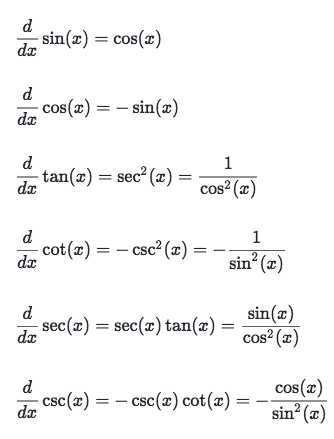 d/dx sin(x) = cos(x)
d/dx cos(x) = − sin(x)
d/dx tan(x) = sec²(x) = 1/cos²(x)
d/dx cot(x) = − csc²(x) = − 1/sin²(x)
d/dx sec(x) = sec(x) tan(x) = sin(x)/cos²(x)
d/dx csc(x) = − csc(x) cot(x) = − cos(x)/sin²(x)